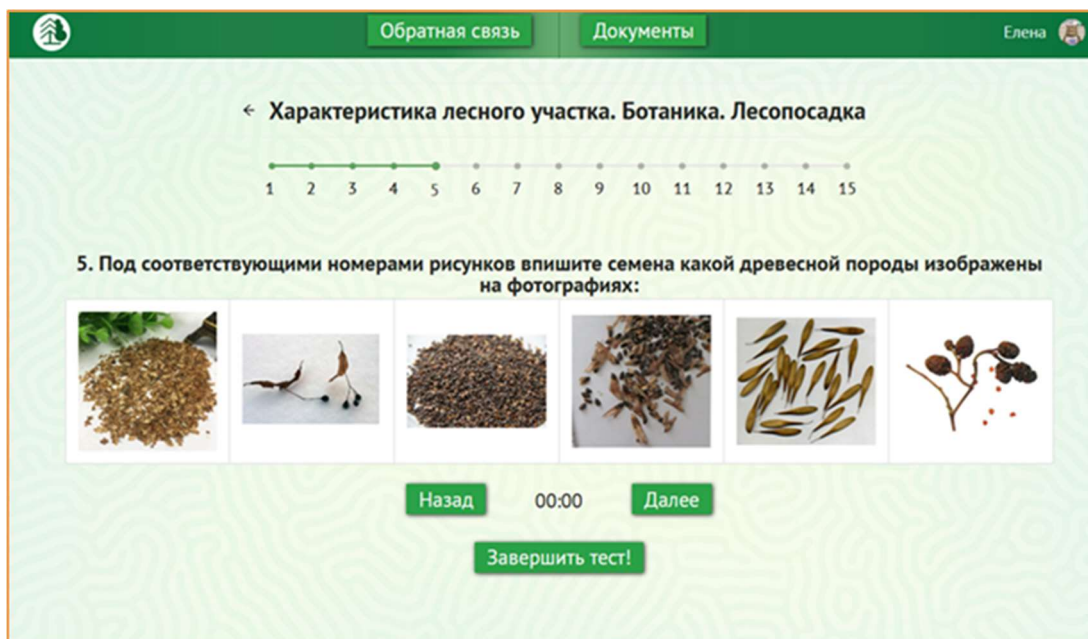 Обратная связь Документы Елена
← Характеристика лесного участка. Ботаника. Лесопосадка
1 2 3 4 5 6 7 8 9 10 11 12 13 14 15
5. Под соответствующими номерами рисунков впишите семена какой древесной породы изображены
на фотографиях:
Назад 00:00 Далее
Завершить тест!